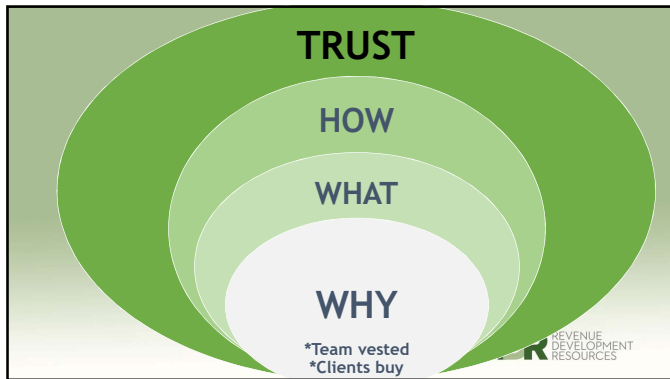 TRUST
HOW
WHAT
WHY
*Team vested
*Clients buy
REVENUE
DEVELOPMENT
RESOURCES